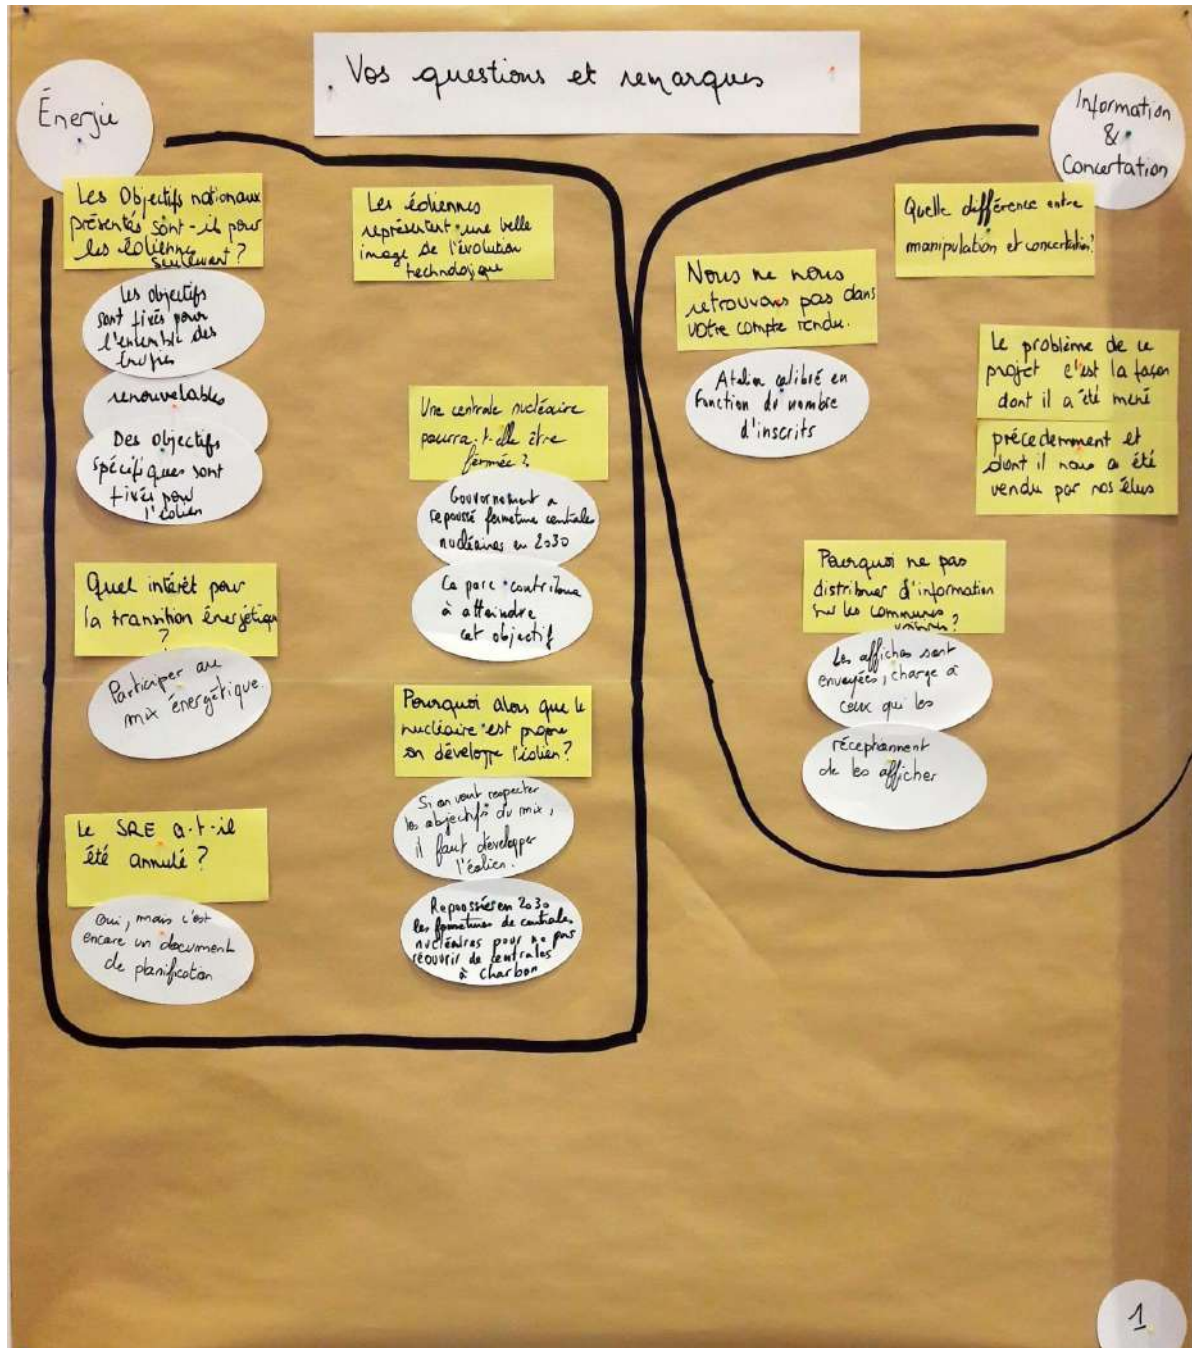 Vos questions et remarques
Énergie
Les Objectifs nationaux
présentés sont-ils pour
les éolienne
seulement ?
Les objectifs
sont fixés pour
l'ensemble des
renouvelables
Des objectifs
spécifiques sont
fixés pour
l'éolien
Quel intérêt pour
la transition énergétique
?
Participer au
mix énergétique.
Le SRE a-t-il
été annulé ?
Oui, mais c'est
encore un document
de planification
Les éoliennes
représentent une belle
image de l'évolution
technologique
Une centrale nucléaire
pourra-t-elle être
fermée ?
Gouvernement a
repoussé fermeture centrales
nucléaires en 2030
Ce parc contribue
à atteindre
cet objectif
Pourquoi alors que le
nucléaire est propre
on développe l'éolien ?
Si on veut respecter
les objectifs du mix,
il faut développer
l'éolien.
Repoussées en 2030
les fermetures de centrales
nucléaires pour ne pas
réouvrir de centrales
à charbon
Information
&
Concertation
Quelle différence entre
manipulation et concertation?
Nous ne nous
retrouvons pas dans
votre compte rendu.
Atelier calibré en
fonction du nombre
d'inscrits
Le problème de ce
projet c'est la façon
dont il a été mené
précedemment et
dont il nous a été
vendu par nos élus
Pourquoi ne pas
distribuer d'information
sur les communes
voisines ?
Les affiches sont
envoyées, charge à
ceux qui les
réceptionnent
de les afficher
1